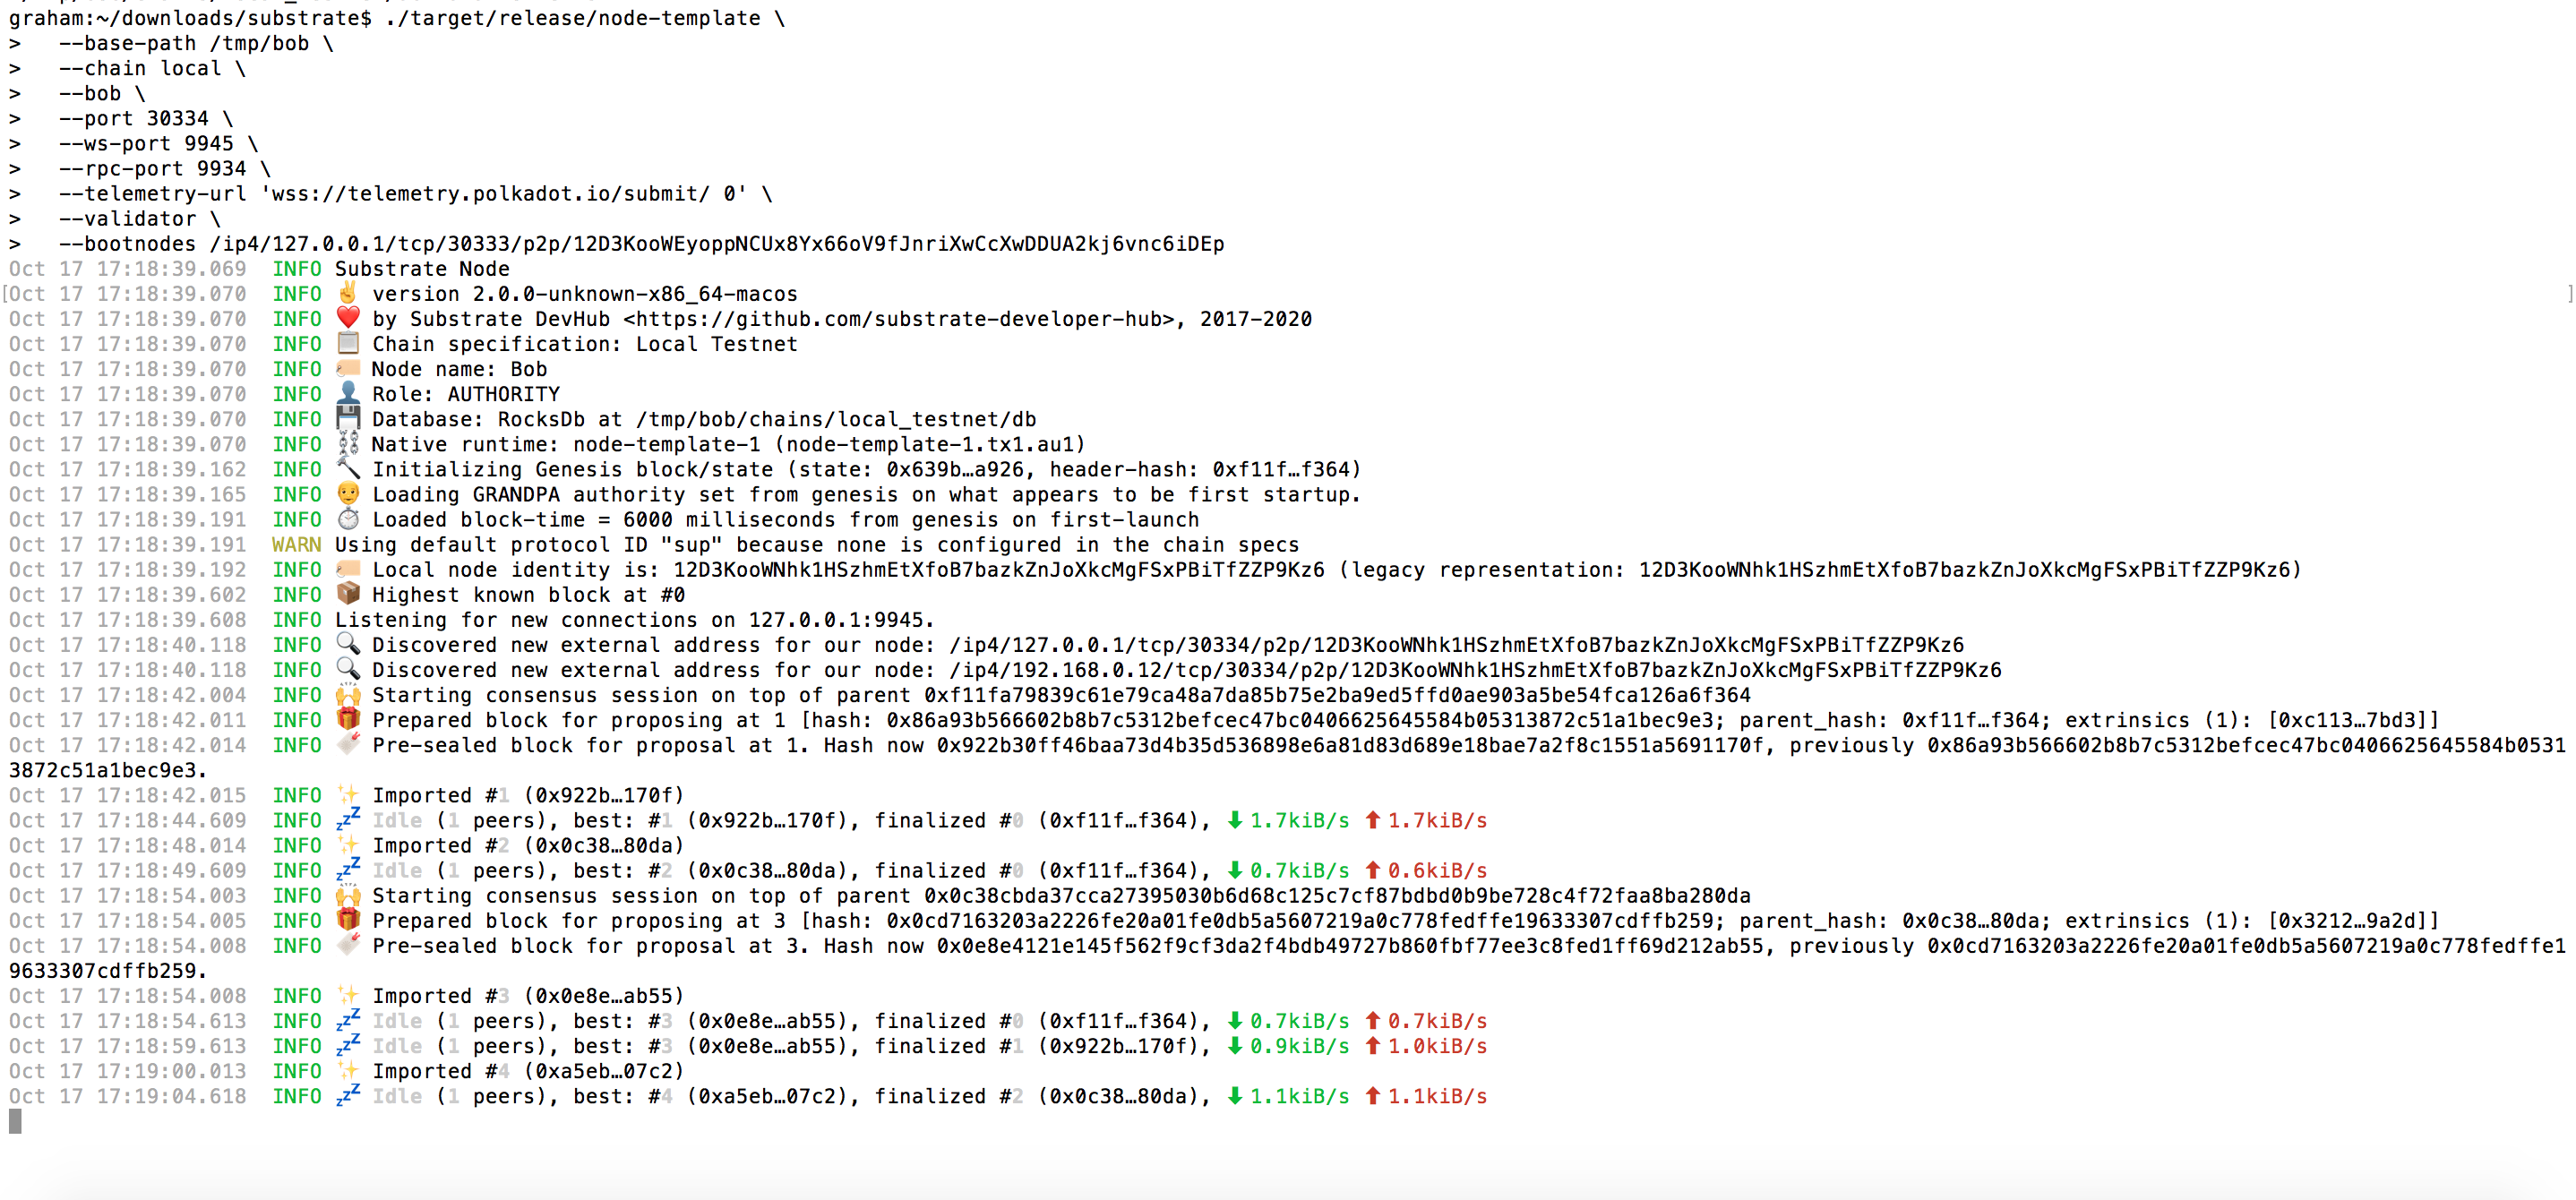 graham:~/downloads/substrate$ ./target/release/node-template \
>   --base-path /tmp/bob \
>   --chain local \
>   --bob \
>   --port 30334 \
>   --ws-port 9945 \
>   --rpc-port 9934 \
>   --telemetry-url 'wss://telemetry.polkadot.io/submit/ 0' \
>   --validator \
>   --bootnodes /ip4/127.0.0.1/tcp/30333/p2p/12D3KooWEyoppNCUx8Yx66oV9fJnriXwCcXwDDUA2kj6vnc6iDEp
Oct 17 17:18:39.069  INFO Substrate Node
[Oct 17 17:18:39.070  INFO ✌️ version 2.0.0-unknown-x86_64-macos ]
Oct 17 17:18:39.070  INFO ❤️ by Substrate DevHub <https://github.com/substrate-developer-hub>, 2017-2020
Oct 17 17:18:39.070  INFO 📋 Chain specification: Local Testnet
Oct 17 17:18:39.070  INFO 🏷 Node name: Bob
Oct 17 17:18:39.070  INFO 👤 Role: AUTHORITY
Oct 17 17:18:39.070  INFO 💾 Database: RocksDb at /tmp/bob/chains/local_testnet/db
Oct 17 17:18:39.070  INFO ⛓ Native runtime: node-template-1 (node-template-1.tx1.au1)
Oct 17 17:18:39.162  INFO 🔨 Initializing Genesis block/state (state: 0x639b…a926, header-hash: 0xf11f…f364)
Oct 17 17:18:39.165  INFO 👴 Loading GRANDPA authority set from genesis on what appears to be first startup.
Oct 17 17:18:39.191  INFO ⏱ Loaded block-time = 6000 milliseconds from genesis on first-launch
Oct 17 17:18:39.191  WARN Using default protocol ID "sup" because none is configured in the chain specs
Oct 17 17:18:39.192  INFO 🏷 Local node identity is: 12D3KooWNhk1HSzhmEtXfoB7bazkZnJoXkcMgFSxPBiTfZZP9Kz6 (legacy representation: 12D3KooWNhk1HSzhmEtXfoB7bazkZnJoXkcMgFSxPBiTfZZP9Kz6)
Oct 17 17:18:39.602  INFO 📦 Highest known block at #0
Oct 17 17:18:39.608  INFO Listening for new connections on 127.0.0.1:9945.
Oct 17 17:18:40.118  INFO 🔍 Discovered new external address for our node: /ip4/127.0.0.1/tcp/30334/p2p/12D3KooWNhk1HSzhmEtXfoB7bazkZnJoXkcMgFSxPBiTfZZP9Kz6
Oct 17 17:18:40.118  INFO 🔍 Discovered new external address for our node: /ip4/192.168.0.12/tcp/30334/p2p/12D3KooWNhk1HSzhmEtXfoB7bazkZnJoXkcMgFSxPBiTfZZP9Kz6
Oct 17 17:18:42.004  INFO 🙌 Starting consensus session on top of parent 0xf11fa79839c61e79ca48a7da85b75e2ba9ed5ffd0ae903a5be54fca126a6f364
Oct 17 17:18:42.011  INFO 🎁 Prepared block for proposing at 1 [hash: 0x86a93b566602b8b7c5312befcec47bc0406625645584b05313872c51a1bec9e3; parent_hash: 0xf11f…f364; extrinsics (1): [0xc113…7bd3]]
Oct 17 17:18:42.014  INFO 🔖 Pre-sealed block for proposal at 1. Hash now 0x922b30ff46baa73d4b35d536898e6a81d83d689e18bae7a2f8c1551a5691170f, previously 0x86a93b566602b8b7c5312befcec47bc0406625645584b0531
3872c51a1bec9e3.
Oct 17 17:18:42.015  INFO ✨ Imported #1 (0x922b…170f)
Oct 17 17:18:44.609  INFO 💤 Idle (1 peers), best: #1 (0x922b…170f), finalized #0 (0xf11f…f364), ⬇ 1.7kiB/s ⬆ 1.7kiB/s
Oct 17 17:18:48.014  INFO ✨ Imported #2 (0x0c38…80da)
Oct 17 17:18:49.609  INFO 💤 Idle (1 peers), best: #2 (0x0c38…80da), finalized #0 (0xf11f…f364), ⬇ 0.7kiB/s ⬆ 0.6kiB/s
Oct 17 17:18:54.003  INFO 🙌 Starting consensus session on top of parent 0x0c38cbda37cca27395030b6d68c125c7cf87bdbd0b9be728c4f72faa8ba280da
Oct 17 17:18:54.005  INFO 🎁 Prepared block for proposing at 3 [hash: 0x0cd7163203a2226fe20a01fe0db5a5607219a0c778fedffe19633307cdffb259; parent_hash: 0x0c38…80da; extrinsics (1): [0x3212…9a2d]]
Oct 17 17:18:54.008  INFO 🔖 Pre-sealed block for proposal at 3. Hash now 0x0e8e4121e145f562f9cf3da2f4bdb49727b860fbf77ee3c8fed1ff69d212ab55, previously 0x0cd7163203a2226fe20a01fe0db5a5607219a0c778fedffe1
9633307cdffb259.
Oct 17 17:18:54.008  INFO ✨ Imported #3 (0x0e8e…ab55)
Oct 17 17:18:54.613  INFO 💤 Idle (1 peers), best: #3 (0x0e8e…ab55), finalized #0 (0xf11f…f364), ⬇ 0.7kiB/s ⬆ 0.7kiB/s
Oct 17 17:18:59.613  INFO 💤 Idle (1 peers), best: #3 (0x0e8e…ab55), finalized #1 (0x922b…170f), ⬇ 0.9kiB/s ⬆ 1.0kiB/s
Oct 17 17:19:00.013  INFO ✨ Imported #4 (0xa5eb…07c2)
Oct 17 17:19:04.618  INFO 💤 Idle (1 peers), best: #4 (0xa5eb…07c2), finalized #2 (0x0c38…80da), ⬇ 1.1kiB/s ⬆ 1.1kiB/s